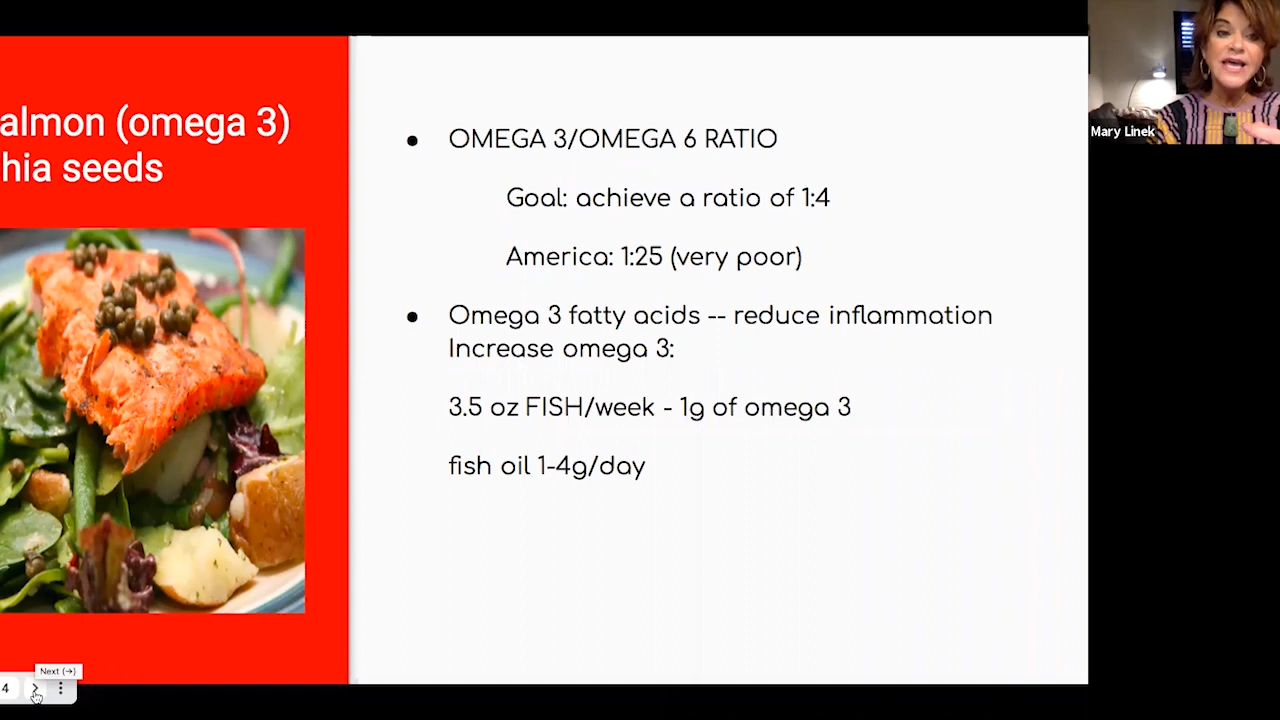 almon (omega 3)
hia seeds
● OMEGA 3/OMEGA 6 RATIO
Goal: achieve a ratio of 1:4
America: 1:25 (very poor)
● Omega 3 fatty acids -- reduce inflammation
Increase omega 3:
3.5 oz FISH/week - 1g of omega 3
fish oil 1-4g/day
Mary Linek
Next (→)
4